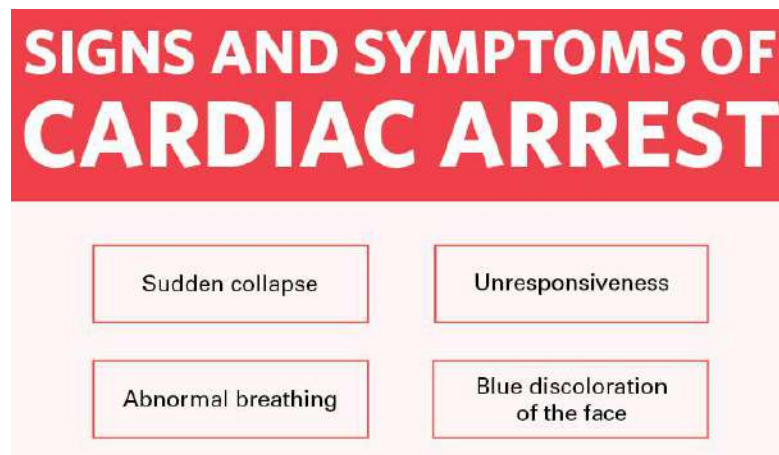 SIGNS AND SYMPTOMS OF
CARDIAC ARREST
Sudden collapse
Unresponsiveness
Abnormal breathing
Blue discoloration
of the face